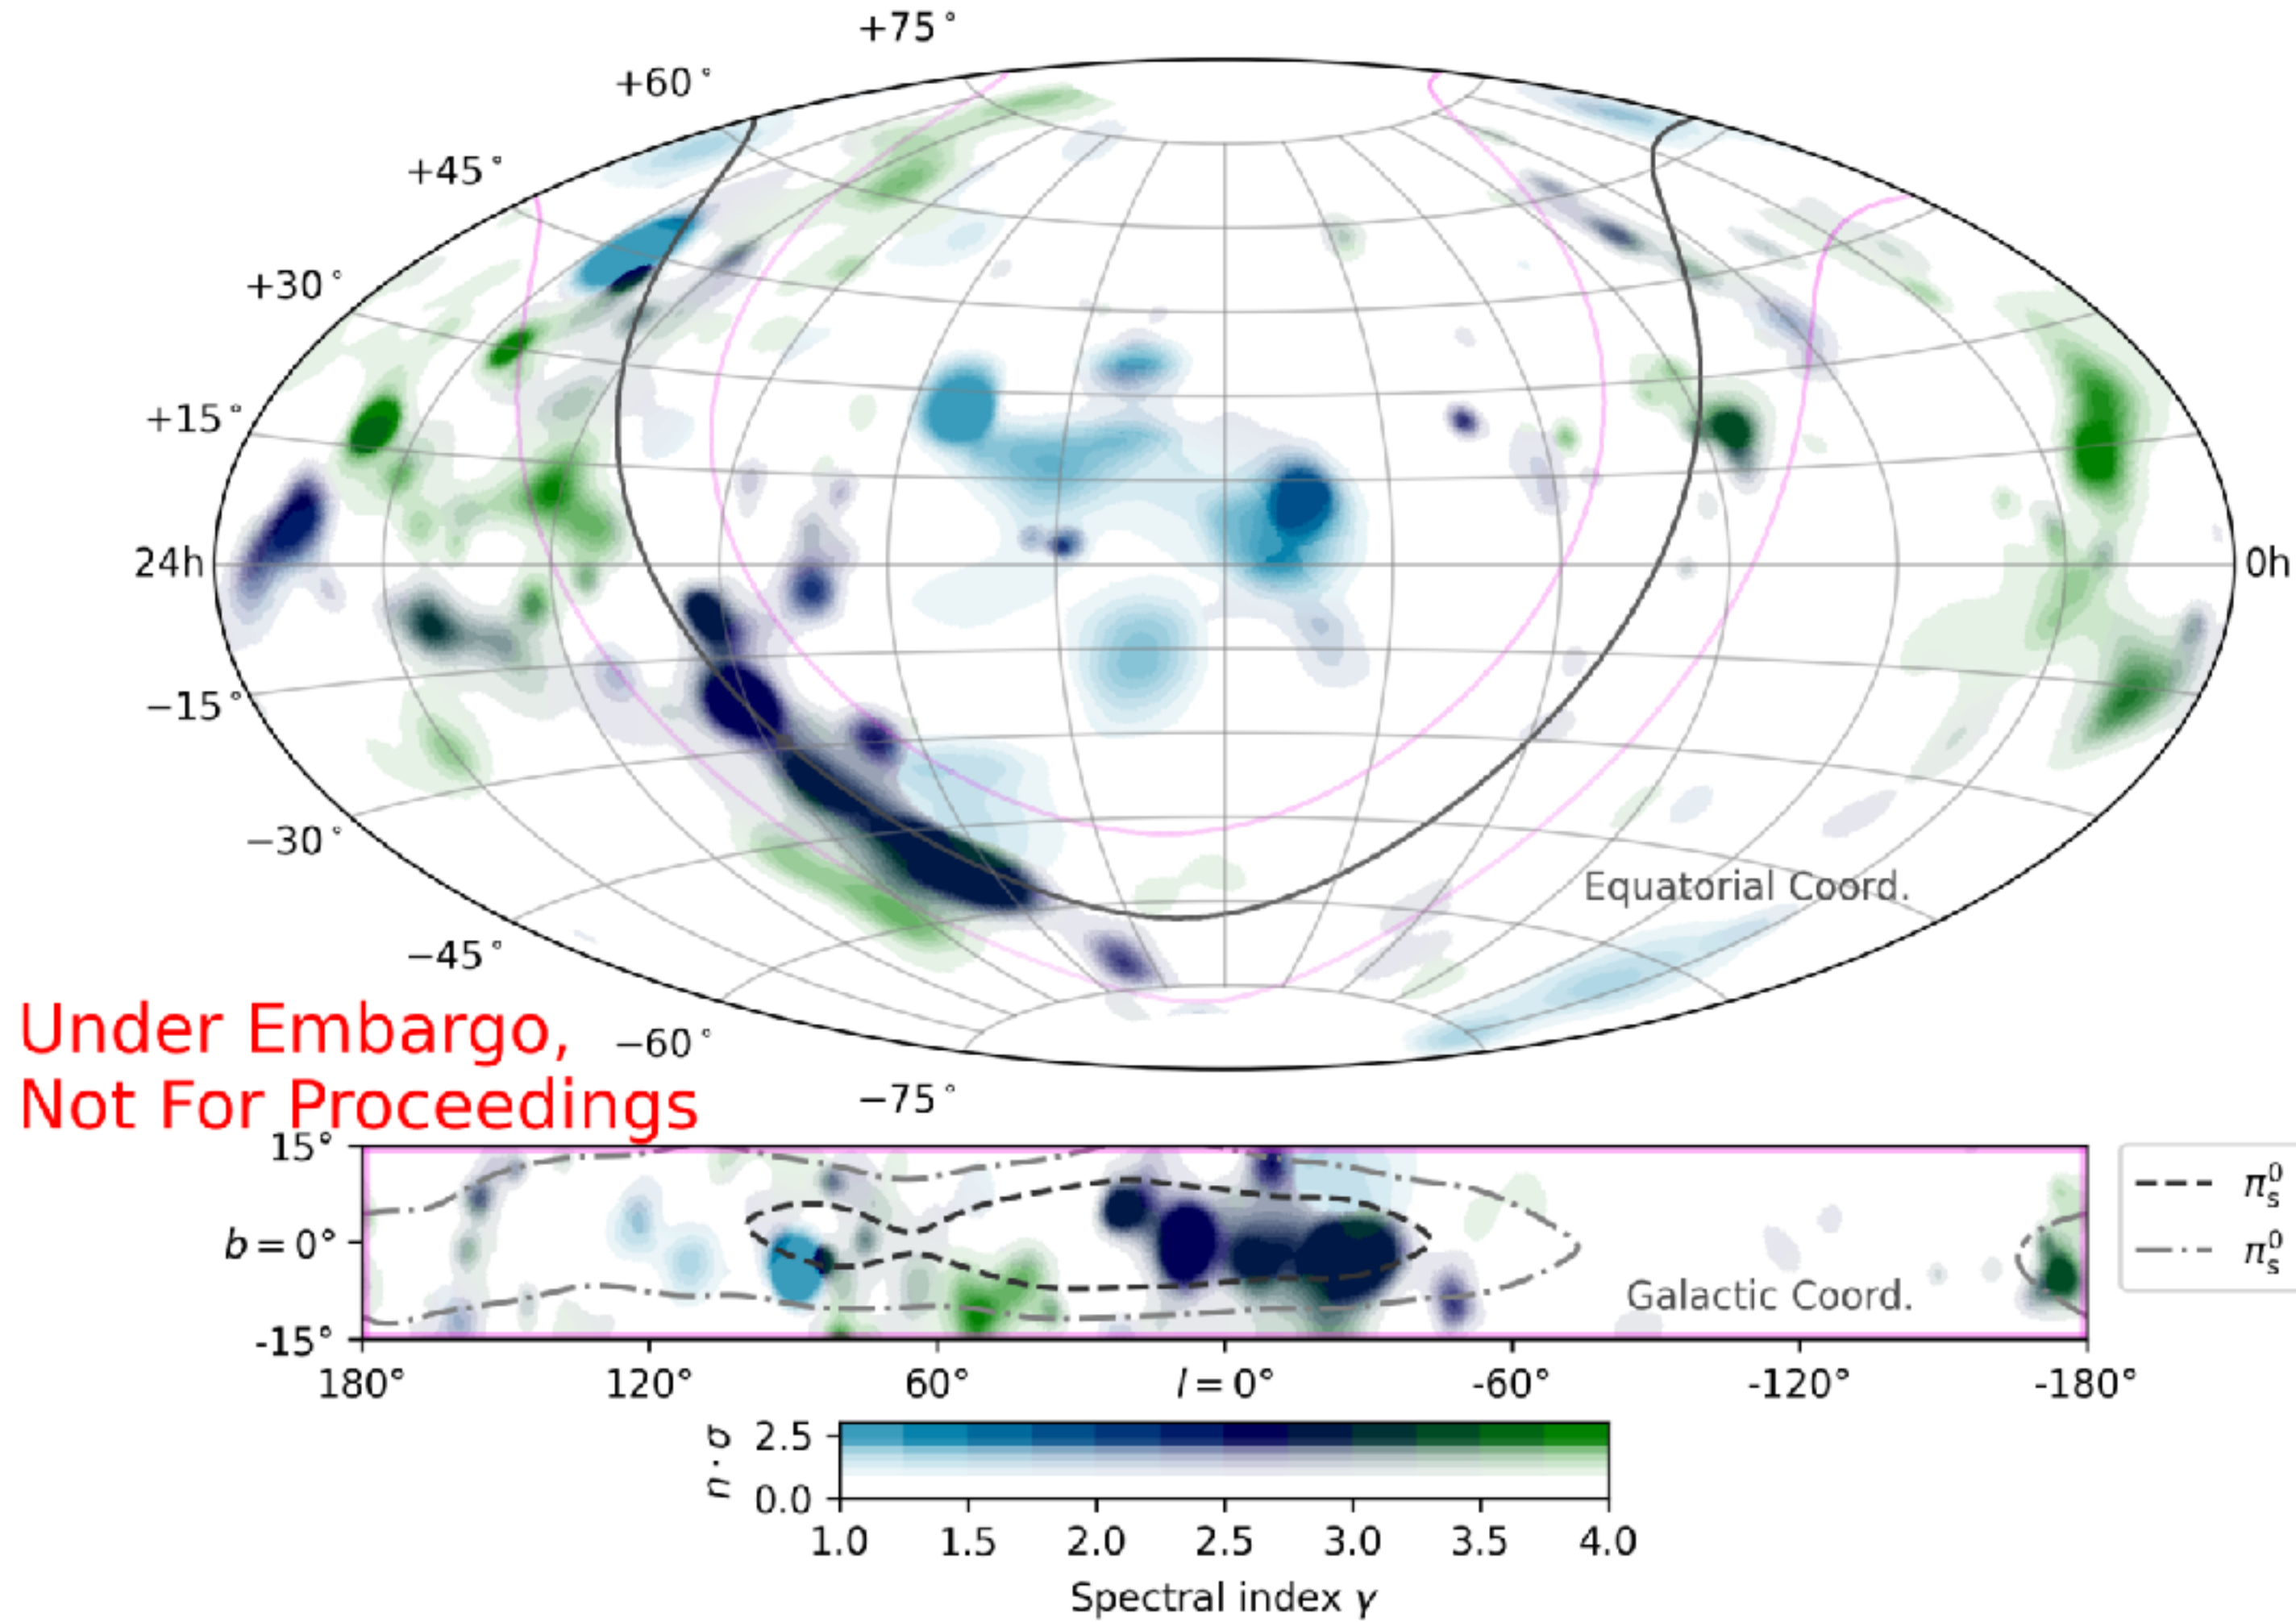 +75°
+60°
+45°
+30°
+15°
24h
0h
−15°
−30°
Equatorial Coord.
−45°
−60°
−75°
Under Embargo,
Not For Proceedings
15°
b = 0°
-15°
π⁰ₛ
π⁰ₛ
Galactic Coord.
180° 120° 60° l = 0° -60° -120° -180°
n · σ
2.5
0.0
1.0 1.5 2.0 2.5 3.0 3.5 4.0
Spectral index γ